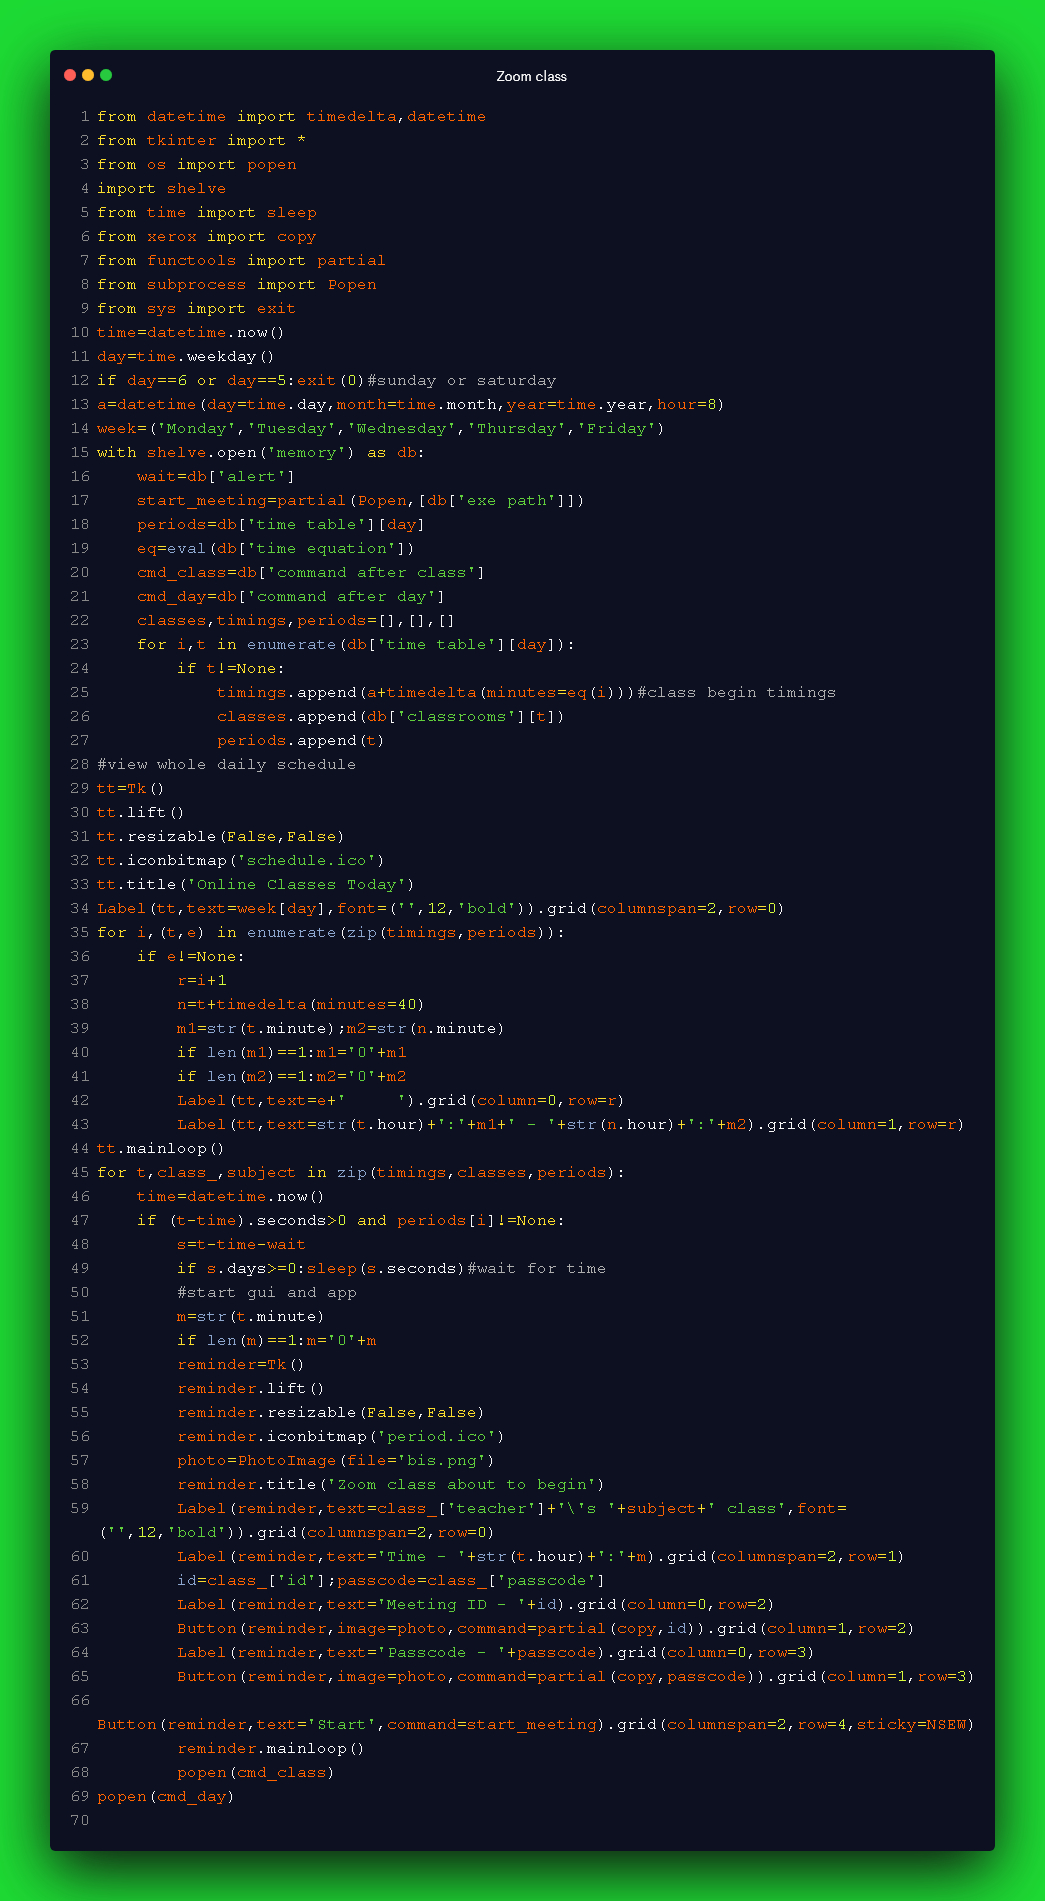 Zoom class
1 from datetime import timedelta,datetime
2 from tkinter import *
3 from os import popen
4 import shelve
5 from time import sleep
6 from xerox import copy
7 from functools import partial
8 from subprocess import Popen
9 from sys import exit
10 time=datetime.now()
11 day=time.weekday()
12 if day==6 or day==5:exit(0)#sunday or saturday
13 a=datetime(day=time.day,month=time.month,year=time.year,hour=8)
14 week=('Monday','Tuesday','Wednesday','Thursday','Friday')
15 with shelve.open('memory') as db:
16     wait=db['alert']
17     start_meeting=partial(Popen,[db['exe path']])
18     periods=db['time table'][day]
19     eq=eval(db['time equation'])
20     cmd_class=db['command after class']
21     cmd_day=db['command after day']
22     classes,timings,periods=[],[],[]
23     for i,t in enumerate(db['time table'][day]):
24         if t!=None:
25             timings.append(a+timedelta(minutes=eq(i)))#class begin timings
26             classes.append(db['classrooms'][t])
27             periods.append(t)
28 #view whole daily schedule
29 tt=Tk()
30 tt.lift()
31 tt.resizable(False,False)
32 tt.iconbitmap('schedule.ico')
33 tt.title('Online Classes Today')
34 Label(tt,text=week[day],font=('',12,'bold')).grid(columnspan=2,row=0)
35 for i,(t,e) in enumerate(zip(timings,periods)):
36     if e!=None:
37         r=i+1
38         n=t+timedelta(minutes=40)
39         m1=str(t.minute);m2=str(n.minute)
40         if len(m1)==1:m1='0'+m1
41         if len(m2)==1:m2='0'+m2
42         Label(tt,text=e+'     ').grid(column=0,row=r)
43         Label(tt,text=str(t.hour)+':'+m1+' - '+str(n.hour)+':'+m2).grid(column=1,row=r)
44 tt.mainloop()
45 for t,class_,subject in zip(timings,classes,periods):
46     time=datetime.now()
47     if (t-time).seconds>0 and periods[i]!=None:
48         s=t-time-wait
49         if s.days>=0:sleep(s.seconds)#wait for time
50         #start gui and app
51         m=str(t.minute)
52         if len(m)==1:m='0'+m
53         reminder=Tk()
54         reminder.lift()
55         reminder.resizable(False,False)
56         reminder.iconbitmap('period.ico')
57         photo=PhotoImage(file='bis.png')
58         reminder.title('Zoom class about to begin')
59         Label(reminder,text=class_['teacher']+'\'s '+subject+' class',font=
('',12,'bold')).grid(columnspan=2,row=0)
60         Label(reminder,text='Time - '+str(t.hour)+':'+m).grid(columnspan=2,row=1)
61         id=class_['id'];passcode=class_['passcode']
62         Label(reminder,text='Meeting ID - '+id).grid(column=0,row=2)
63         Button(reminder,image=photo,command=partial(copy,id)).grid(column=1,row=2)
64         Label(reminder,text='Passcode - '+passcode).grid(column=0,row=3)
65         Button(reminder,image=photo,command=partial(copy,passcode)).grid(column=1,row=3)
66
Button(reminder,text='Start',command=start_meeting).grid(columnspan=2,row=4,sticky=NSEW)
67         reminder.mainloop()
68         popen(cmd_class)
69 popen(cmd_day)
70